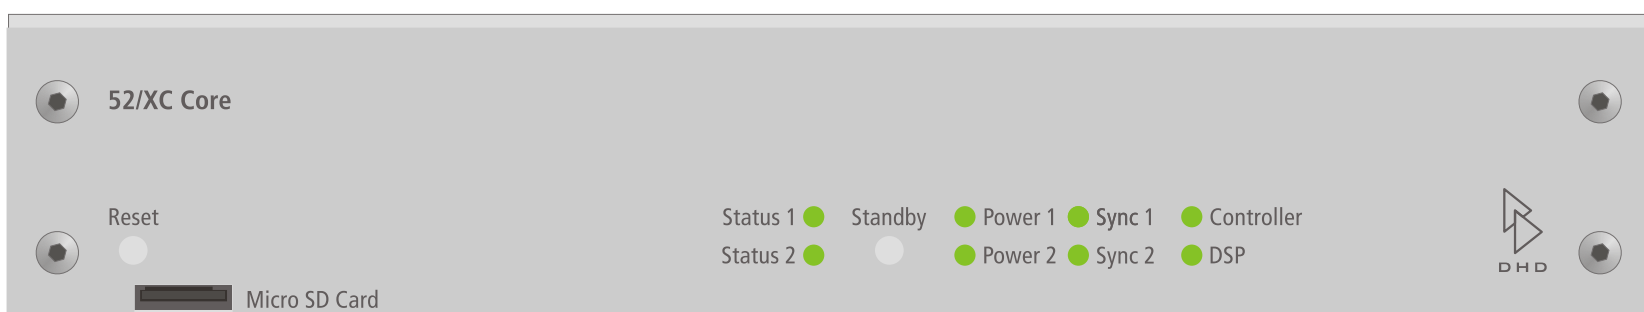 52/XC Core
Reset
Status 1 Standby Power 1 Sync 1 Controller
Status 2 Power 2 Sync 2 DSP
DHD
Micro SD Card